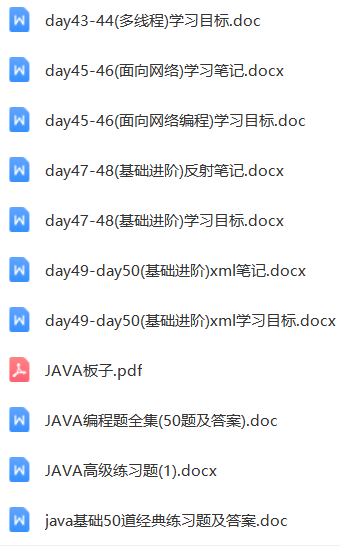 day43-44(多线程)学习目标.doc
day45-46(面向网络)学习笔记.docx
day45-46(面向网络编程)学习目标.doc
day47-48(基础进阶)反射笔记.docx
day47-48(基础进阶)学习目标.docx
day49-day50(基础进阶)xml笔记.docx
day49-day50(基础进阶)xml学习目标.docx
JAVA板子.pdf
JAVA编程题全集(50题及答案).doc
JAVA高级练习题(1).docx
java基础50道经典练习题及答案.doc